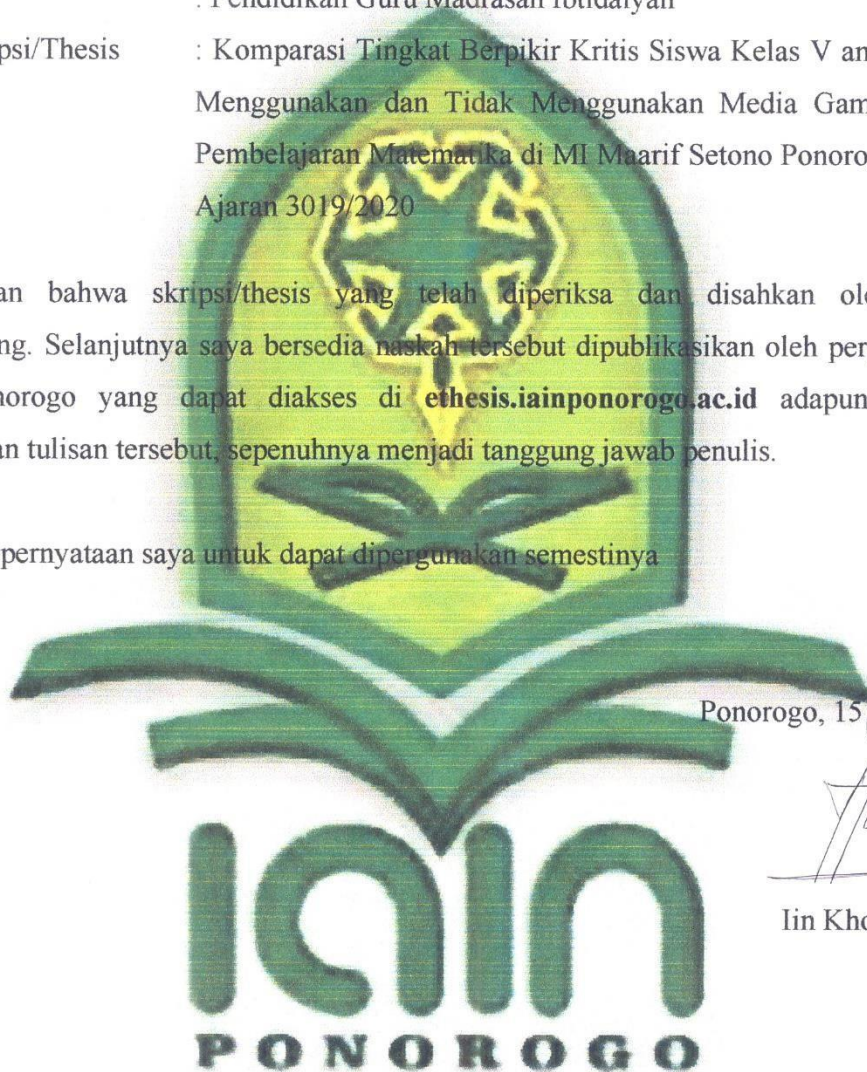 : Pendidikan Guru Madrasah Ibtidaiyah
psi/Thesis : Komparasi Tingkat Berpikir Kritis Siswa Kelas V an
Menggunakan dan Tidak Menggunakan Media Gam
Pembelajaran Matematika di MI Maarif Setono Ponoro
Ajaran 3019/2020
an bahwa skripsi/thesis yang telah diperiksa dan disahkan ol
ng. Selanjutnya saya bersedia naskah tersebut dipublikasikan oleh per
norogo yang dapat diakses di ethesis.iainponorogo.ac.id adapun
an tulisan tersebut, sepenuhnya menjadi tanggung jawab penulis.
pernyataan saya untuk dapat dipergunakan semestinya
Ponorogo, 15
Iin Kho
iain
PONOROGO